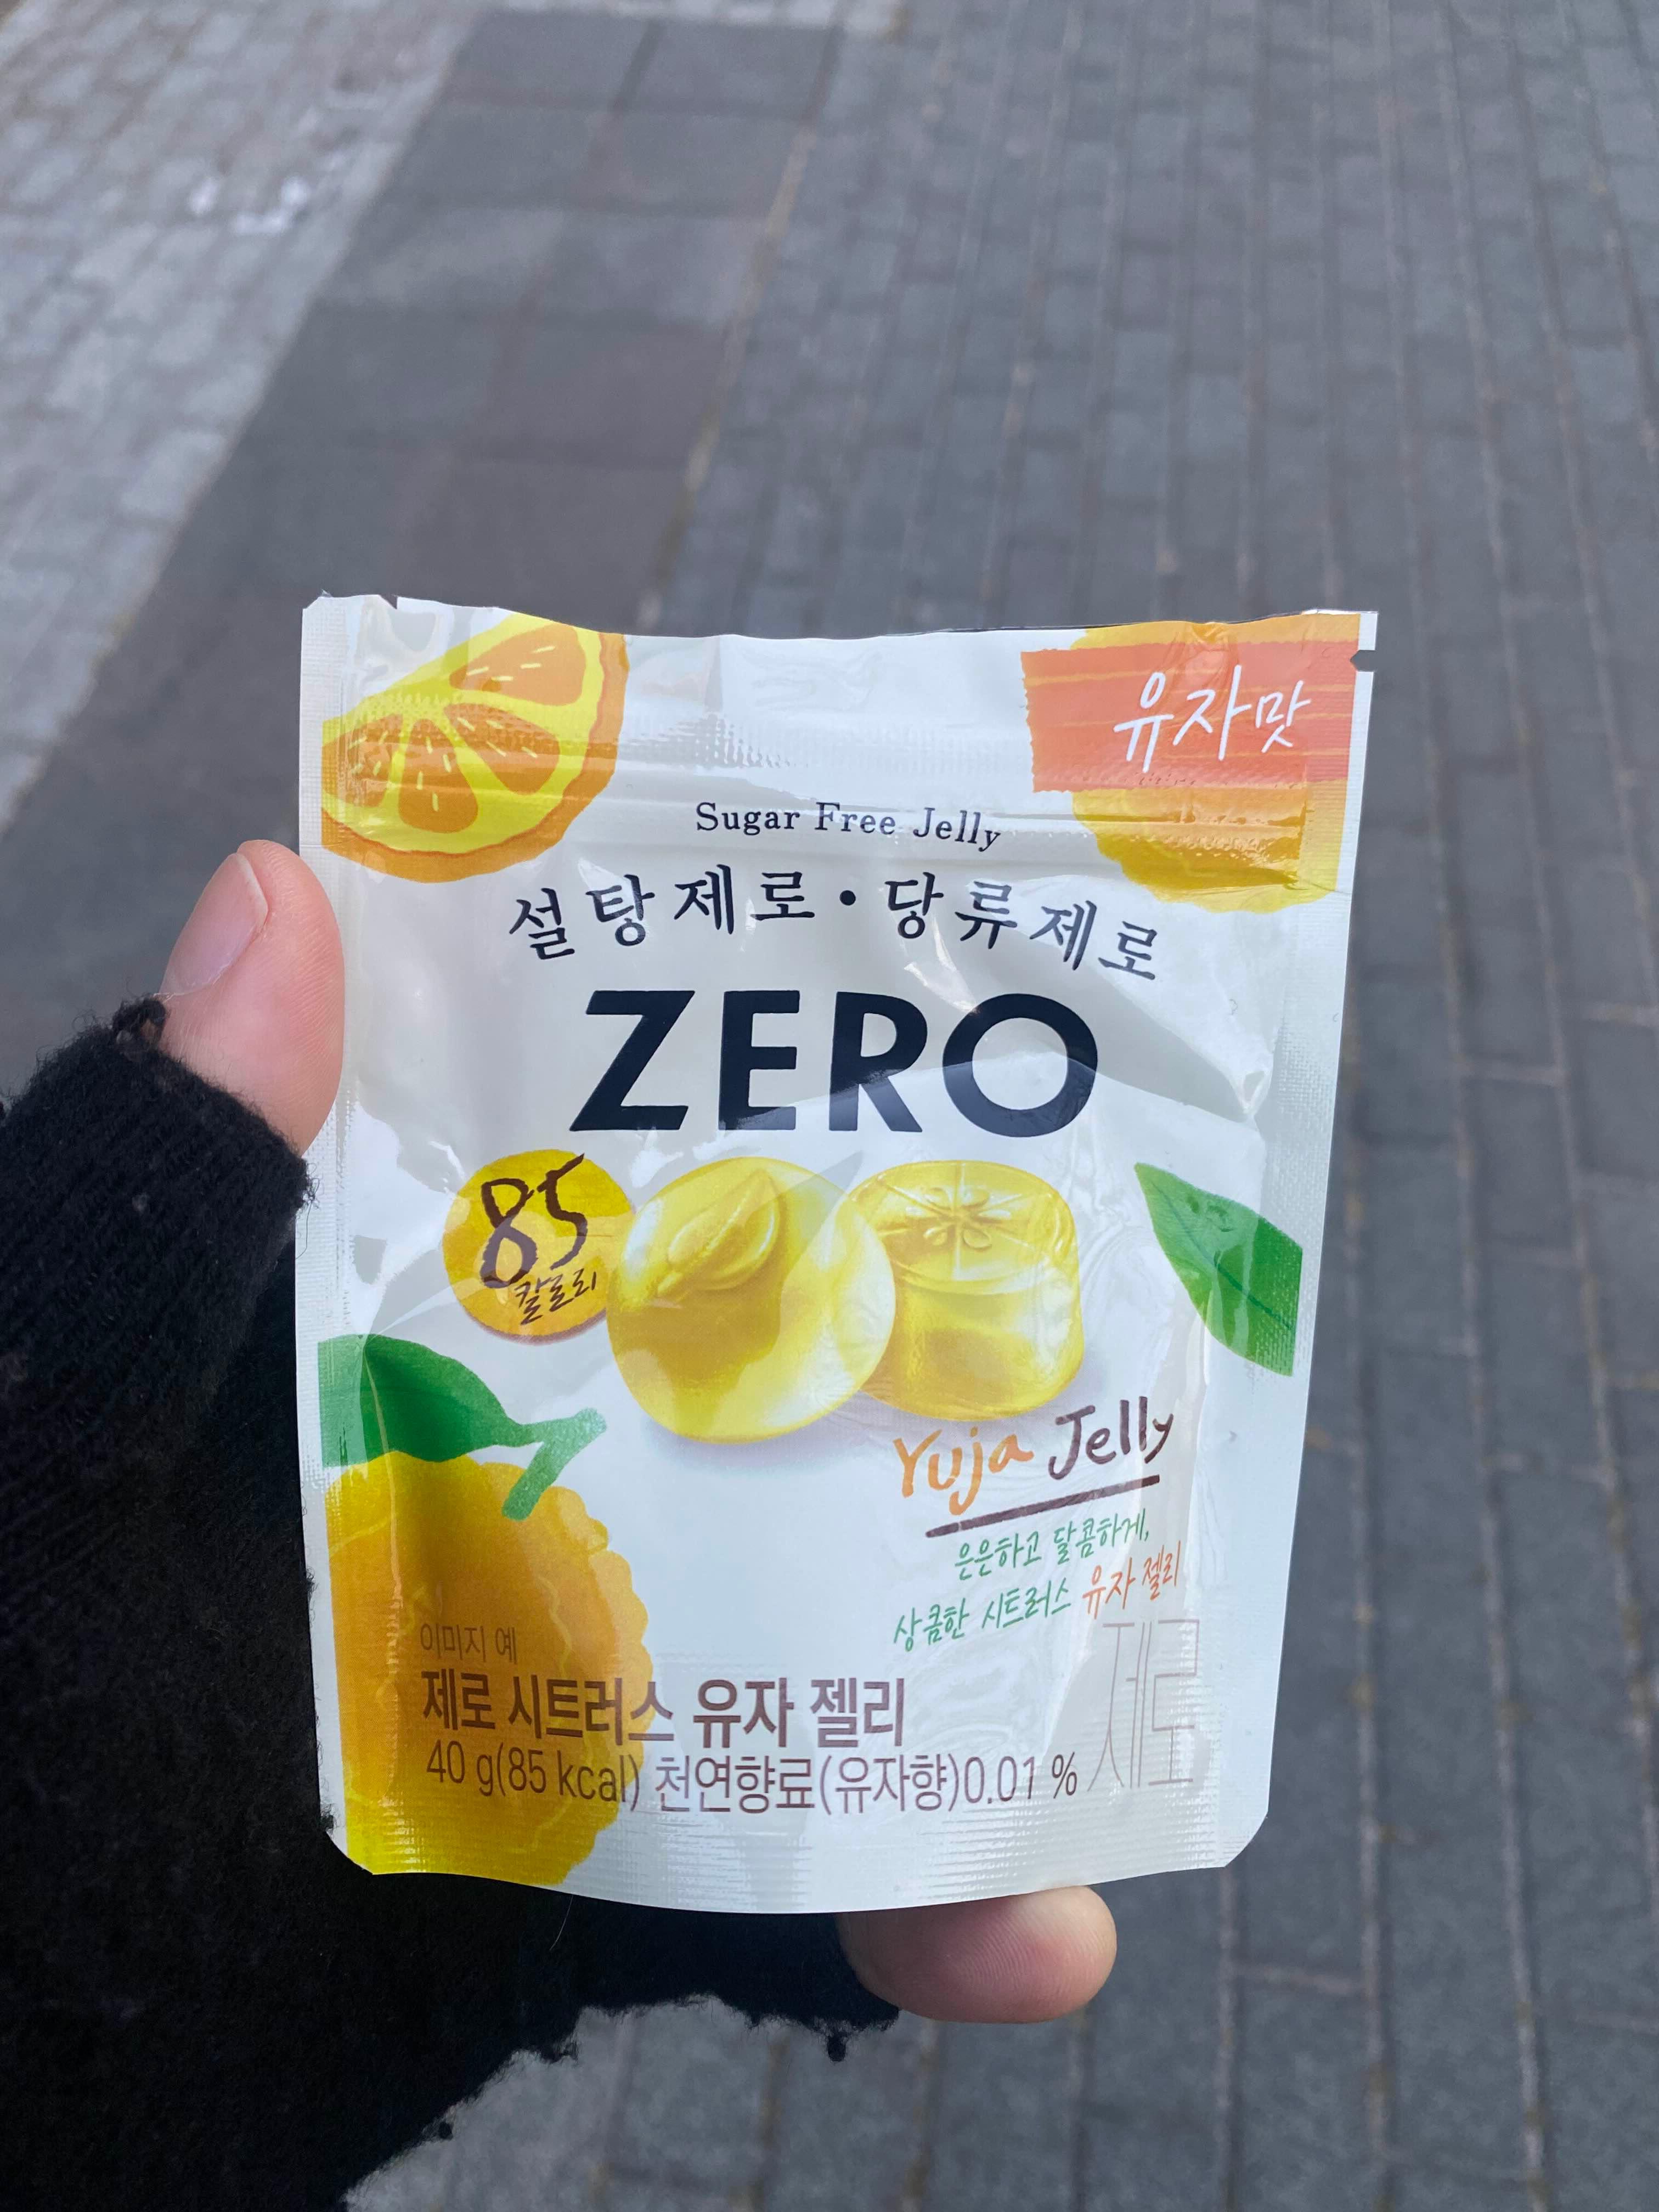 유자맛
Sugar Free Jelly
설탕제로•당류제로
ZERO
85
칼로리
Yuja Jelly
은은하고 달콤하게,
상큼한 시트러스 유자 젤리
이미지 예
제로 시트러스 유자 젤리
40 g(85 kcal) 천연향료(유자향)0.01 %
제로